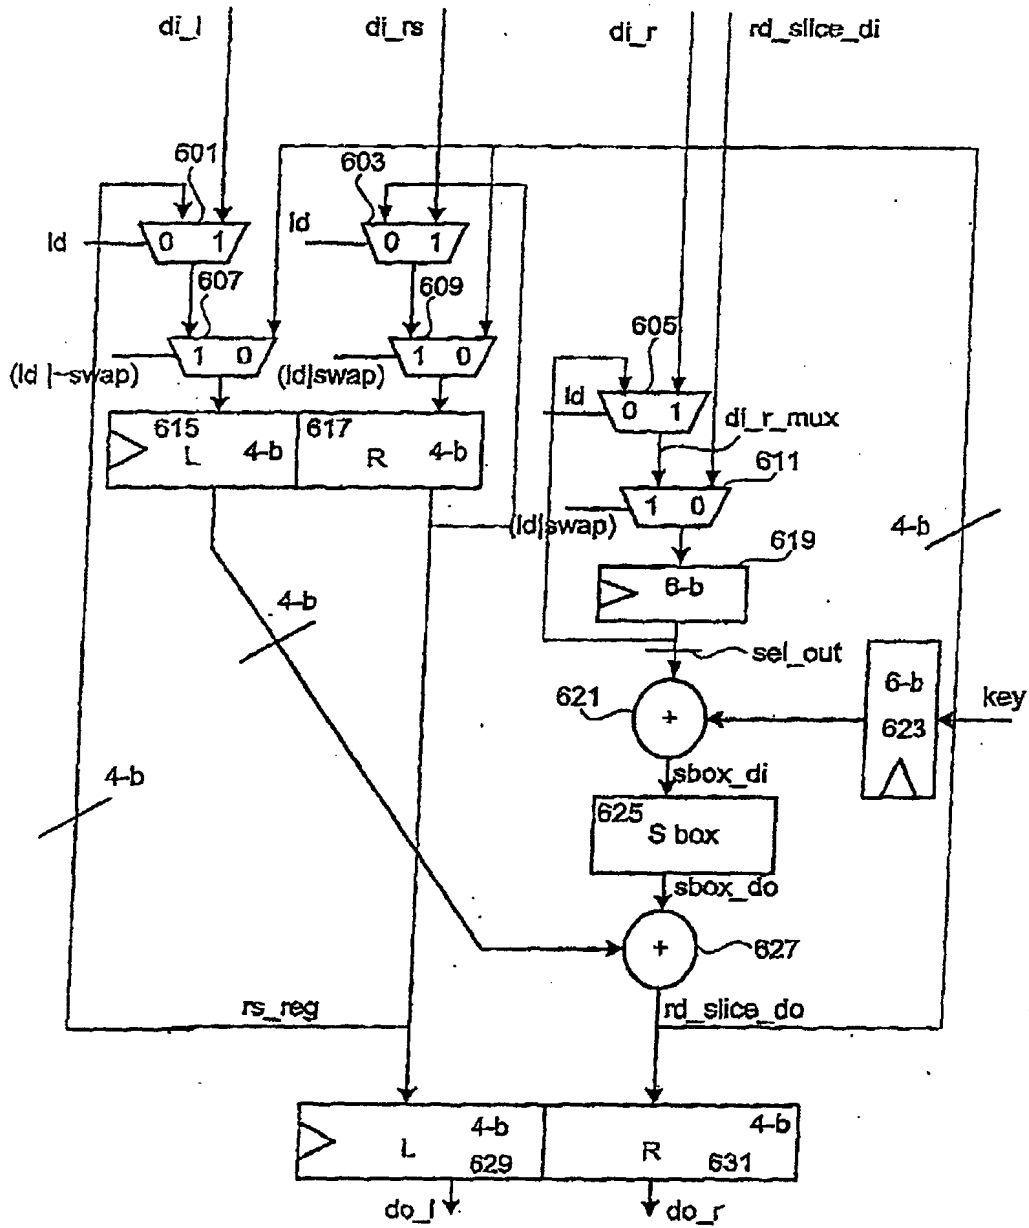 di_l di_rs di_r rd_slice_di
601 603
ld 0 1 ld 0 1
607 609
605
(ld |~swap) 1 0 (ld|swap) 1 0
ld 0 1 di_r_mux
615 L 4-b 617 R 4-b
611
(ld|swap) 1 0
4-b
619
6-b
4-b
sel_out
621 + 6-b 623 key
4-b
sbox_di
625 S box
sbox_do
+ 627
rs_reg rd_slice_do
L 4-b 629 R 4-b 631
do_l do_r